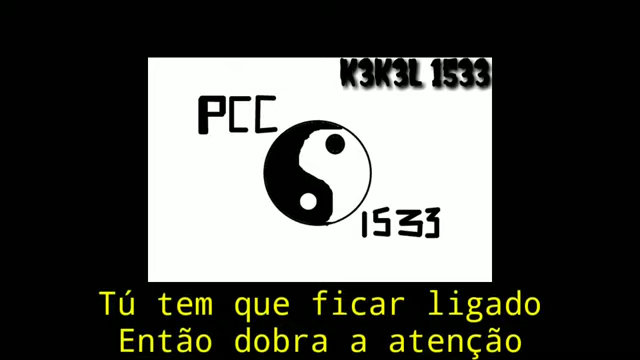 K3K3L 1533
PCC
1533
Tú tem que ficar ligado
Então dobra a atenção